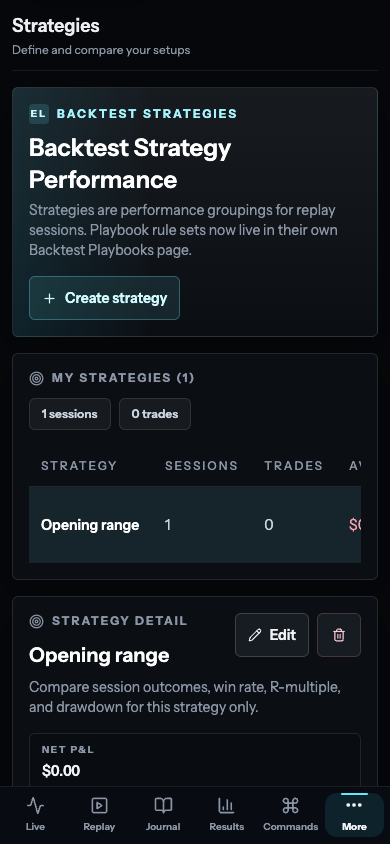 Strategies
Define and compare your setups
EL BACKTEST STRATEGIES
Backtest Strategy
Performance
Strategies are performance groupings for replay
sessions. Playbook rule sets now live in their own
Backtest Playbooks page.
Create strategy
MY STRATEGIES (1)
1 sessions 0 trades
STRATEGY SESSIONS TRADES
Opening range 1 0
STRATEGY DETAIL
Edit
Opening range
Compare session outcomes, win rate, R-multiple,
and drawdown for this strategy only.
NET P&L
$0.00
Live Replay Journal Results Commands More